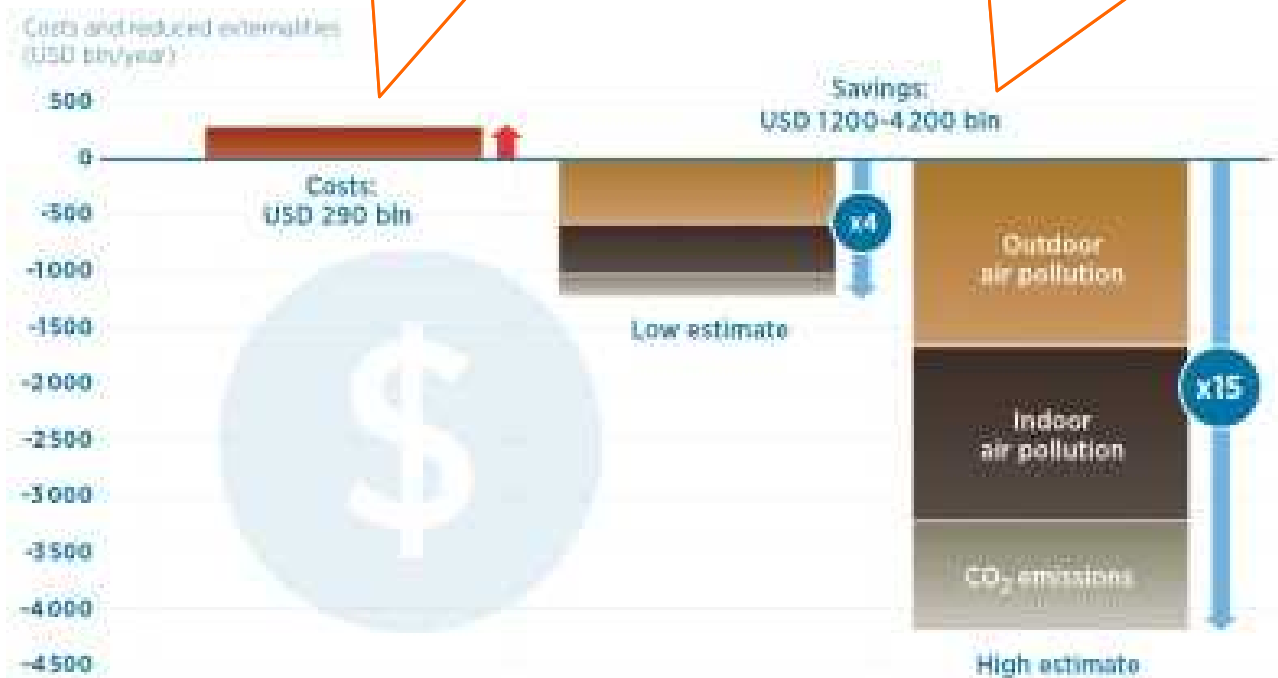 Costs and reduced externalities
(USD bln/year)
500
0
-500
-1000
-1500
-2000
-2500
-3000
-3500
-4000
-4500
Costs:
USD 290 bln
Savings:
USD 1200-4200 bln
x4
Low estimate
Outdoor
air pollution
Indoor
air pollution
CO₂ emissions
x15
High estimate
$